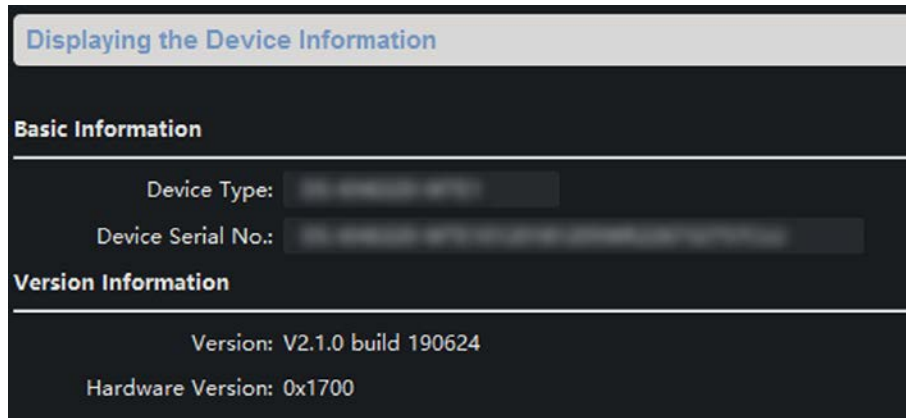 Displaying the Device Information
Basic Information
Device Type:
Device Serial No.:
Version Information
Version: V2.1.0 build 190624
Hardware Version: 0x1700